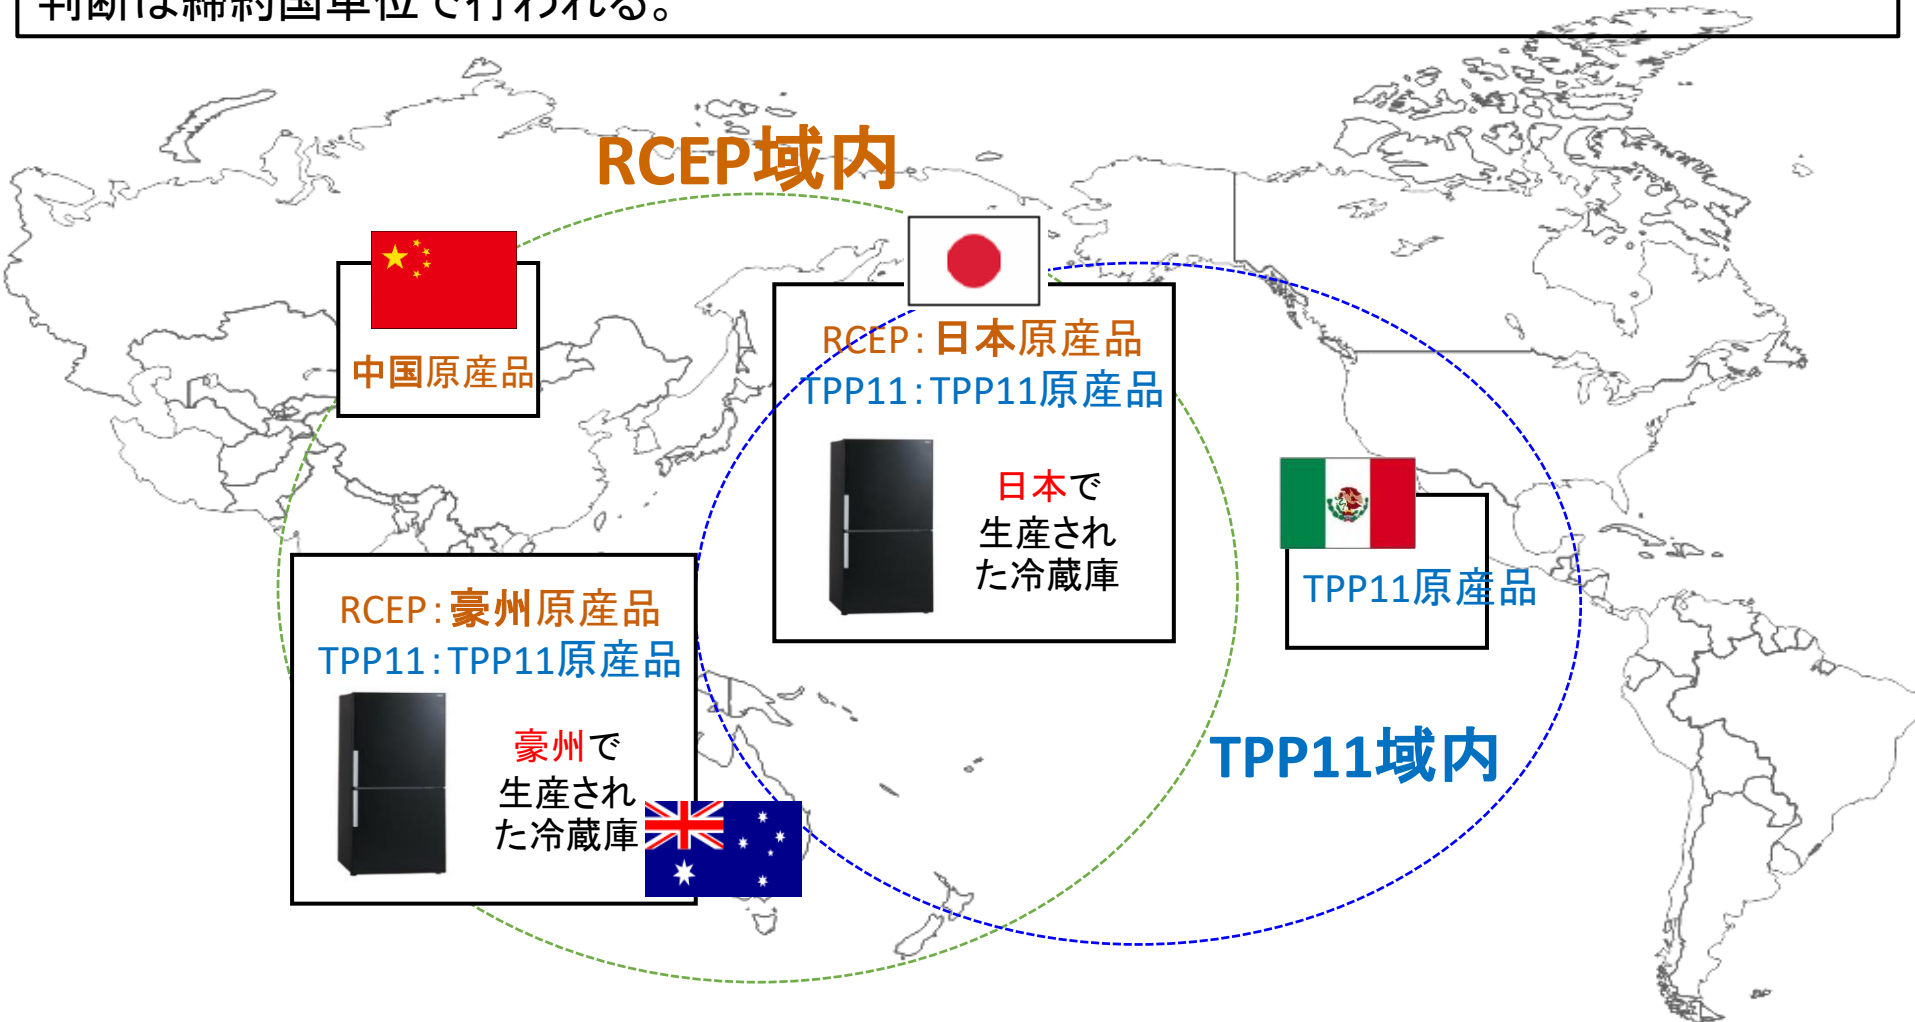 判断は締約国単位で行われる。
RCEP域内
中国原産品
RCEP：日本原産品
TPP11：TPP11原産品
日本で
生産され
た冷蔵庫
TPP11原産品
RCEP：豪州原産品
TPP11：TPP11原産品
豪州で
生産され
た冷蔵庫
TPP11域内